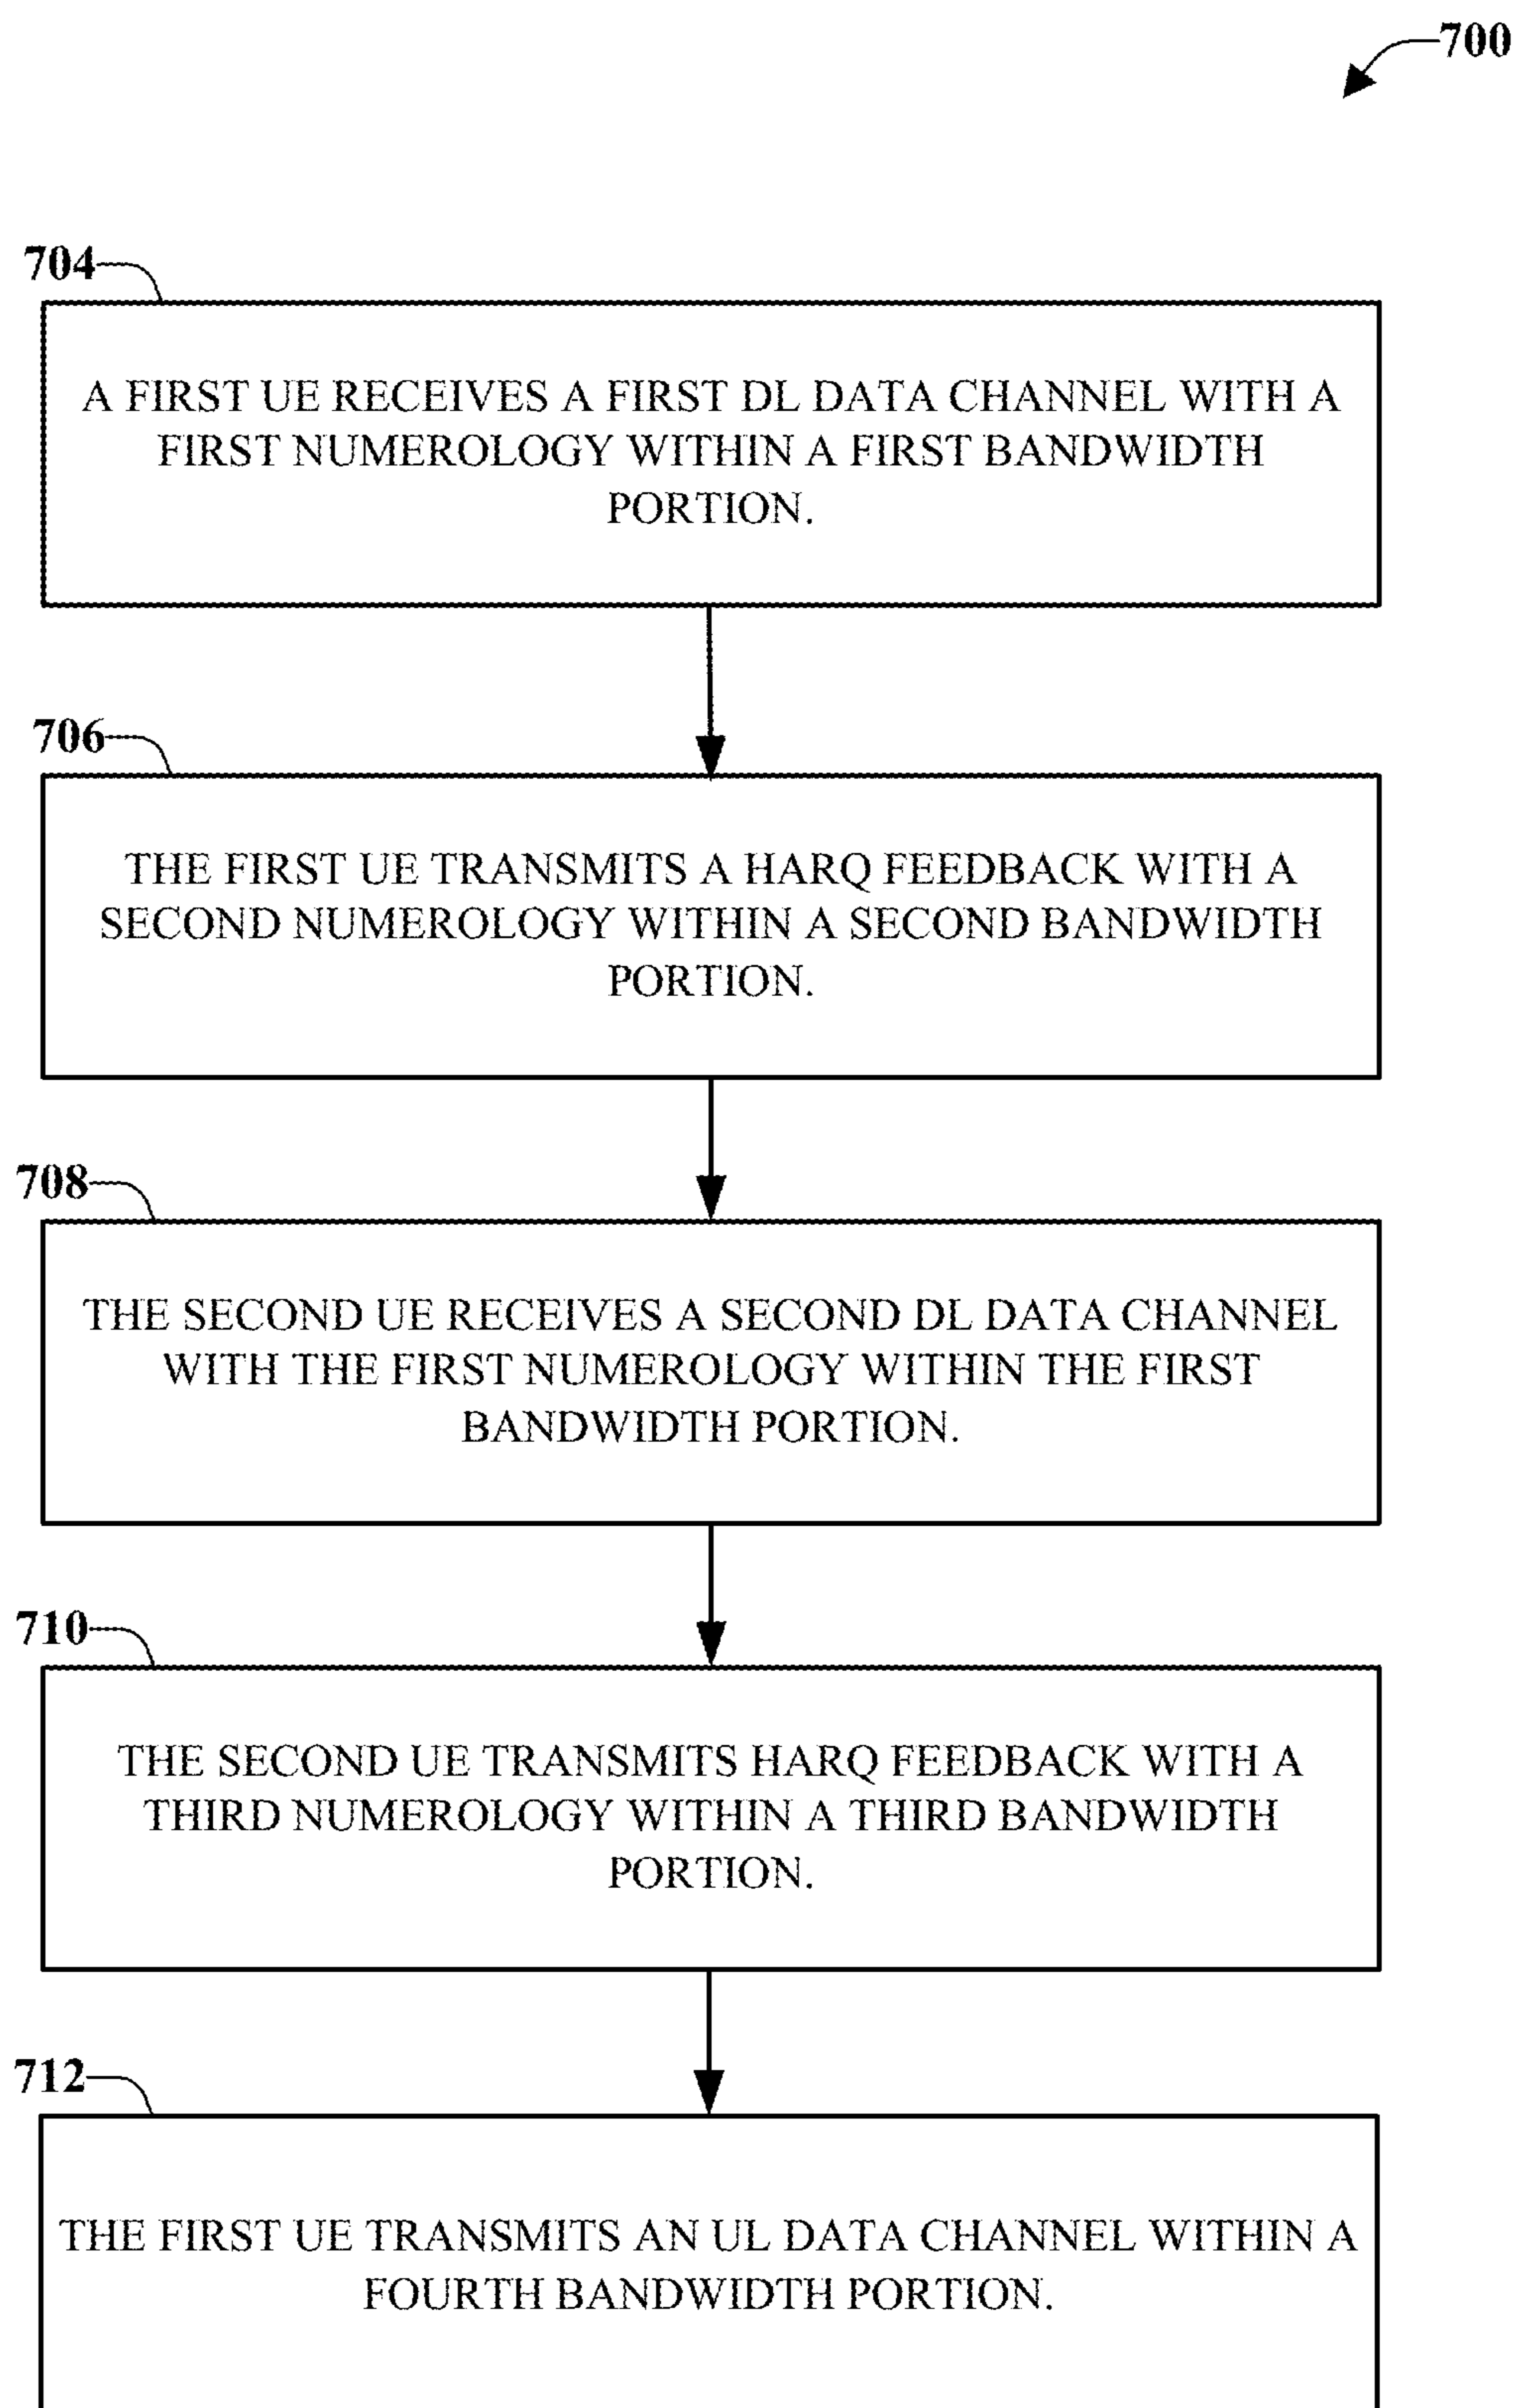 700
704
A FIRST UE RECEIVES A FIRST DL DATA CHANNEL WITH A
FIRST NUMEROLOGY WITHIN A FIRST BANDWIDTH
PORTION.
706
THE FIRST UE TRANSMITS A HARQ FEEDBACK WITH A
SECOND NUMEROLOGY WITHIN A SECOND BANDWIDTH
PORTION.
708
THE SECOND UE RECEIVES A SECOND DL DATA CHANNEL
WITH THE FIRST NUMEROLOGY WITHIN THE FIRST
BANDWIDTH PORTION.
710
THE SECOND UE TRANSMITS HARQ FEEDBACK WITH A
THIRD NUMEROLOGY WITHIN A THIRD BANDWIDTH
PORTION.
712
THE FIRST UE TRANSMITS AN UL DATA CHANNEL WITHIN A
FOURTH BANDWIDTH PORTION.